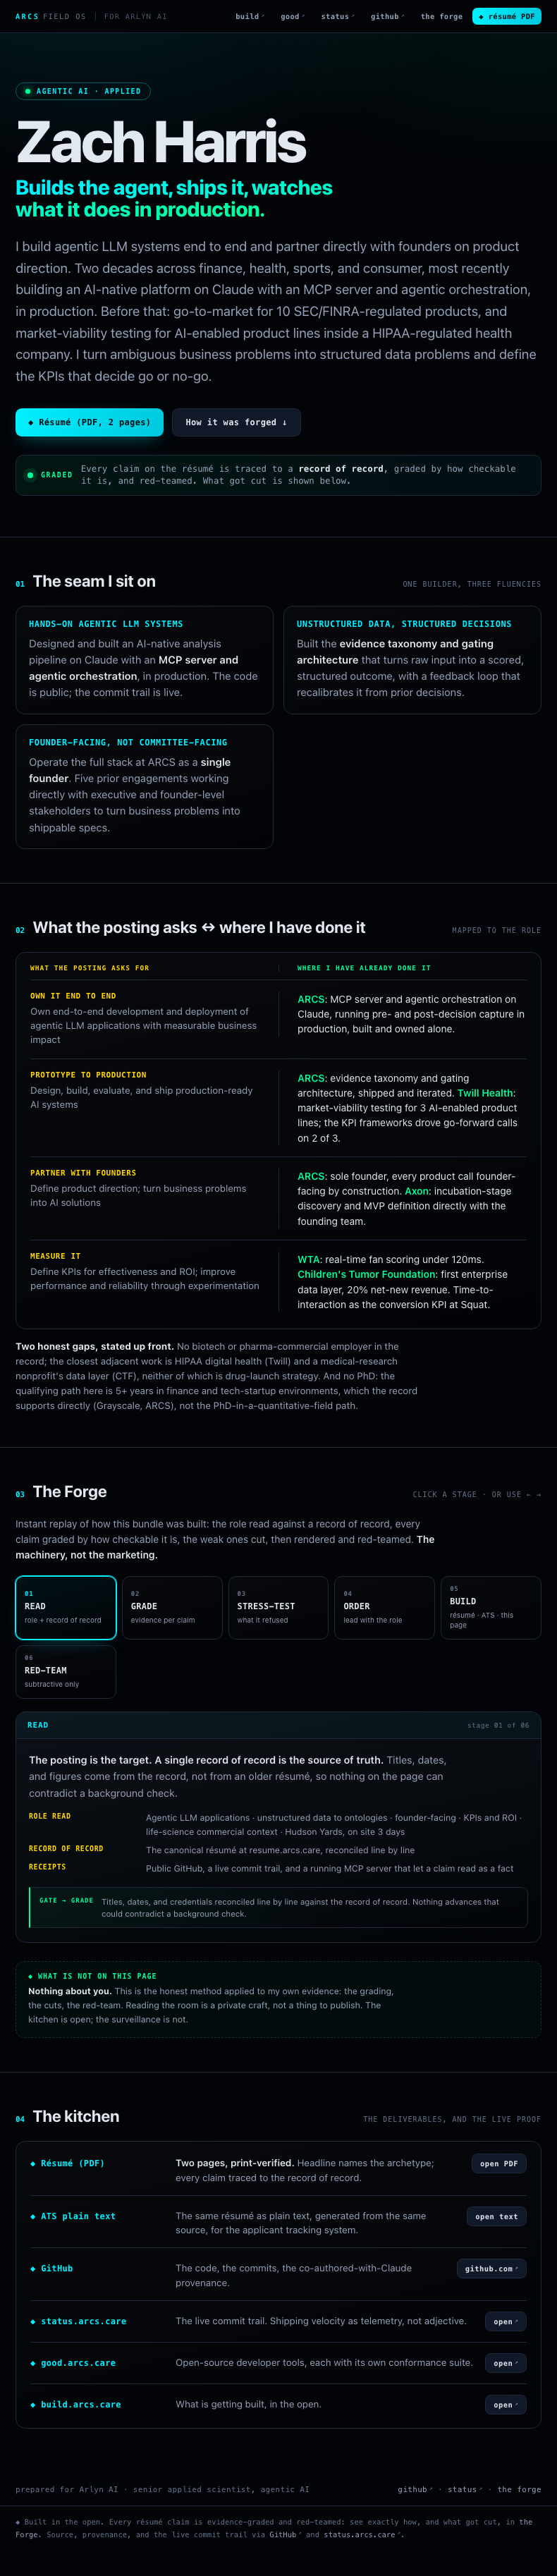 ARCS FIELD OS | FOR ARLYN AI build↗ good↗ status↗ github↗ the forge ◆ résumé PDF
AGENTIC AI · APPLIED
Zach Harris
Builds the agent, ships it, watches
what it does in production.
I build agentic LLM systems end to end and partner directly with founders on product
direction. Two decades across finance, health, sports, and consumer, most recently
building an AI-native platform on Claude with an MCP server and agentic orchestration,
in production. Before that: go-to-market for 10 SEC/FINRA-regulated products, and
market-viability testing for AI-enabled product lines inside a HIPAA-regulated health
company. I turn ambiguous business problems into structured data problems and define
the KPIs that decide go or no-go.
◆ Résumé (PDF, 2 pages) How it was forged ↓
GRADED Every claim on the résumé is traced to a record of record, graded by how checkable
it is, and red-teamed. What got cut is shown below.
01 The seam I sit on ONE BUILDER, THREE FLUENCIES
HANDS-ON AGENTIC LLM SYSTEMS
Designed and built an AI-native analysis
pipeline on Claude with an MCP server and
agentic orchestration, in production. The code
is public; the commit trail is live.
UNSTRUCTURED DATA, STRUCTURED DECISIONS
Built the evidence taxonomy and gating
architecture that turns raw input into a scored,
structured outcome, with a feedback loop that
recalibrates it from prior decisions.
FOUNDER-FACING, NOT COMMITTEE-FACING
Operate the full stack at ARCS as a single
founder. Five prior engagements working
directly with executive and founder-level
stakeholders to turn business problems into
shippable specs.
02 What the posting asks ↔ where I have done it MAPPED TO THE ROLE
WHAT THE POSTING ASKS FOR WHERE I HAVE ALREADY DONE IT
OWN IT END TO END
Own end-to-end development and deployment of
agentic LLM applications with measurable business
impact
ARCS: MCP server and agentic orchestration on
Claude, running pre- and post-decision capture in
production, built and owned alone.
PROTOTYPE TO PRODUCTION
Design, build, evaluate, and ship production-ready
AI systems
ARCS: evidence taxonomy and gating
architecture, shipped and iterated. Twill Health:
market-viability testing for 3 AI-enabled product
lines; the KPI frameworks drove go-forward calls
on 2 of 3.
PARTNER WITH FOUNDERS
Define product direction; turn business problems
into AI solutions
ARCS: sole founder, every product call founder-
facing by construction. Axon: incubation-stage
discovery and MVP definition directly with the
founding team.
MEASURE IT
Define KPIs for effectiveness and ROI; improve
performance and reliability through experimentation
WTA: real-time fan scoring under 120ms.
Children's Tumor Foundation: first enterprise
data layer, 20% net-new revenue. Time-to-
interaction as the conversion KPI at Squat.
Two honest gaps, stated up front. No biotech or pharma-commercial employer in the
record; the closest adjacent work is HIPAA digital health (Twill) and a medical-research
nonprofit's data layer (CTF), neither of which is drug-launch strategy. And no PhD: the
qualifying path here is 5+ years in finance and tech-startup environments, which the record
supports directly (Grayscale, ARCS), not the PhD-in-a-quantitative-field path.
03 The Forge CLICK A STAGE · OR USE ← →
Instant replay of how this bundle was built: the role read against a record of record, every
claim graded by how checkable it is, the weak ones cut, then rendered and red-teamed. The
machinery, not the marketing.
01
READ
role + record of record
02
GRADE
evidence per claim
03
STRESS-TEST
what it refused
04
ORDER
lead with the role
05
BUILD
résumé · ATS · this
page
06
RED-TEAM
subtractive only
READ stage 01 of 06
The posting is the target. A single record of record is the source of truth. Titles, dates,
and figures come from the record, not from an older résumé, so nothing on the page can
contradict a background check.
ROLE READ Agentic LLM applications · unstructured data to ontologies · founder-facing · KPIs and ROI ·
life-science commercial context · Hudson Yards, on site 3 days
RECORD OF RECORD The canonical résumé at resume.arcs.care, reconciled line by line
RECEIPTS Public GitHub, a live commit trail, and a running MCP server that let a claim read as a fact
GATE → GRADE Titles, dates, and credentials reconciled line by line against the record of record. Nothing advances that
could contradict a background check.
◆ WHAT IS NOT ON THIS PAGE
Nothing about you. This is the honest method applied to my own evidence: the grading,
the cuts, the red-team. Reading the room is a private craft, not a thing to publish. The
kitchen is open; the surveillance is not.
04 The kitchen THE DELIVERABLES, AND THE LIVE PROOF
◆ Résumé (PDF) Two pages, print-verified. Headline names the archetype; open PDF
every claim traced to the record of record.
◆ ATS plain text The same résumé as plain text, generated from the same open text
source, for the applicant tracking system.
◆ GitHub The code, the commits, the co-authored-with-Claude github.com↗
provenance.
◆ status.arcs.care The live commit trail. Shipping velocity as telemetry, not adjective. open↗
◆ good.arcs.care Open-source developer tools, each with its own conformance suite. open↗
◆ build.arcs.care What is getting built, in the open. open↗
prepared for Arlyn AI · senior applied scientist, agentic AI github↗ · status↗ · the forge
◆ Built in the open. Every résumé claim is evidence-graded and red-teamed: see exactly how, and what got cut, in the
Forge. Source, provenance, and the live commit trail via GitHub↗ and status.arcs.care↗.